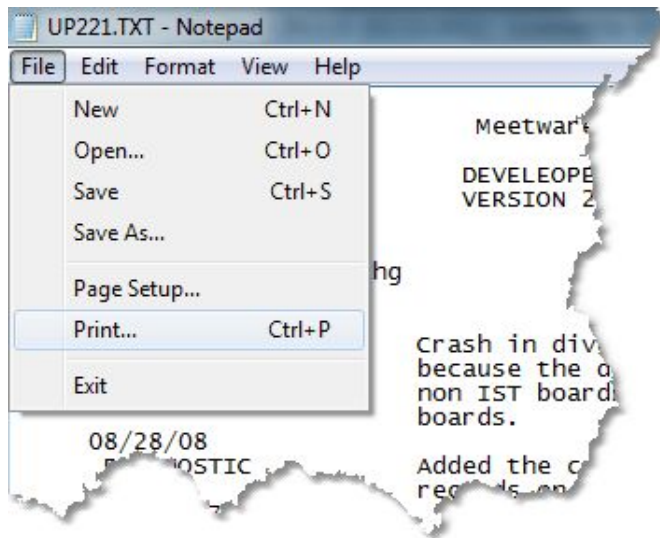 UP221.TXT - Notepad
File Edit Format View Help
New Ctrl+N
Open... Ctrl+O
Save Ctrl+S
Save As...
Page Setup...
Print... Ctrl+P
Exit
DEVELEOPE
VERSION 2
hg
Crash in div
because the
non IST board
boards.
08/28/08
Added the